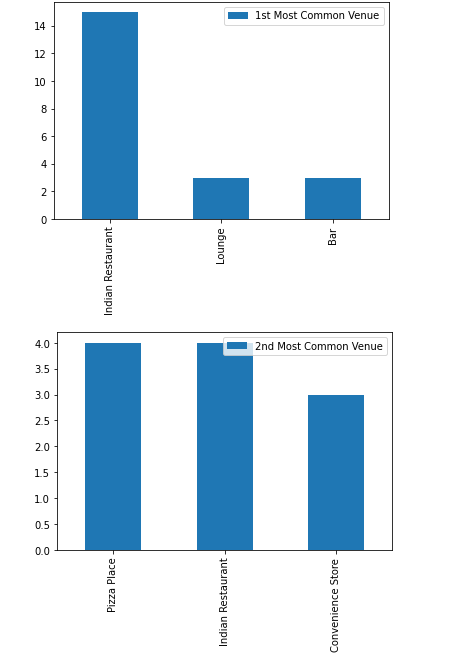 1st Most Common Venue
14
12
10
8
6
4
2
0
Indian Restaurant
Lounge
Bar
2nd Most Common Venue
4.0
3.5
3.0
2.5
2.0
1.5
1.0
0.5
0.0
Pizza Place
Indian Restaurant
Convenience Store